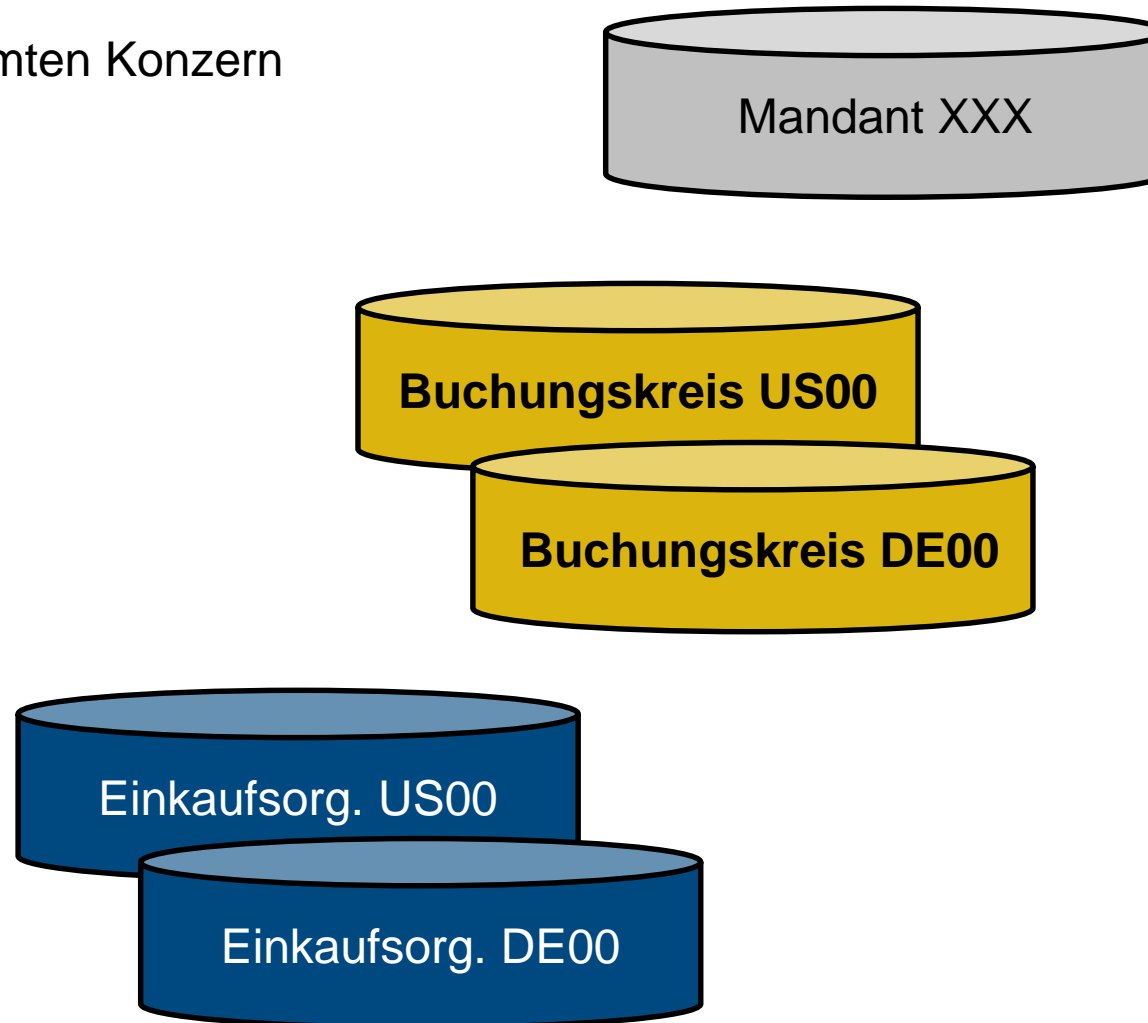 mten Konzern
Mandant XXX
Buchungskreis US00
Buchungskreis DE00
Einkaufsorg. US00
Einkaufsorg. DE00